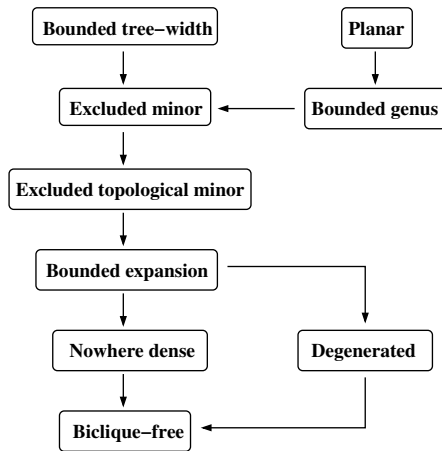 Bounded tree−width
Planar
Excluded minor
Bounded genus
Excluded topological minor
Bounded expansion
Nowhere dense
Degenerated
Biclique−free